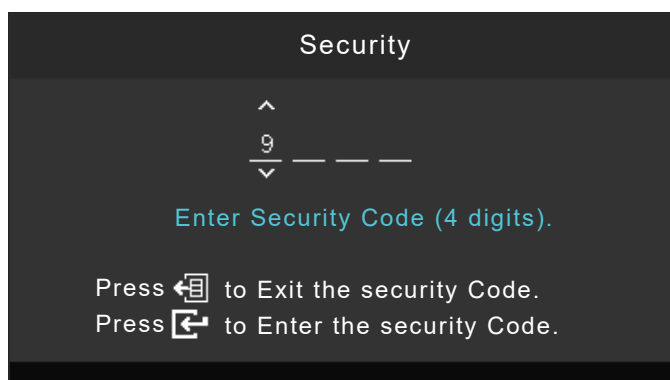 Security
9
Enter Security Code (4 digits).
Press to Exit the security Code.
Press to Enter the security Code.